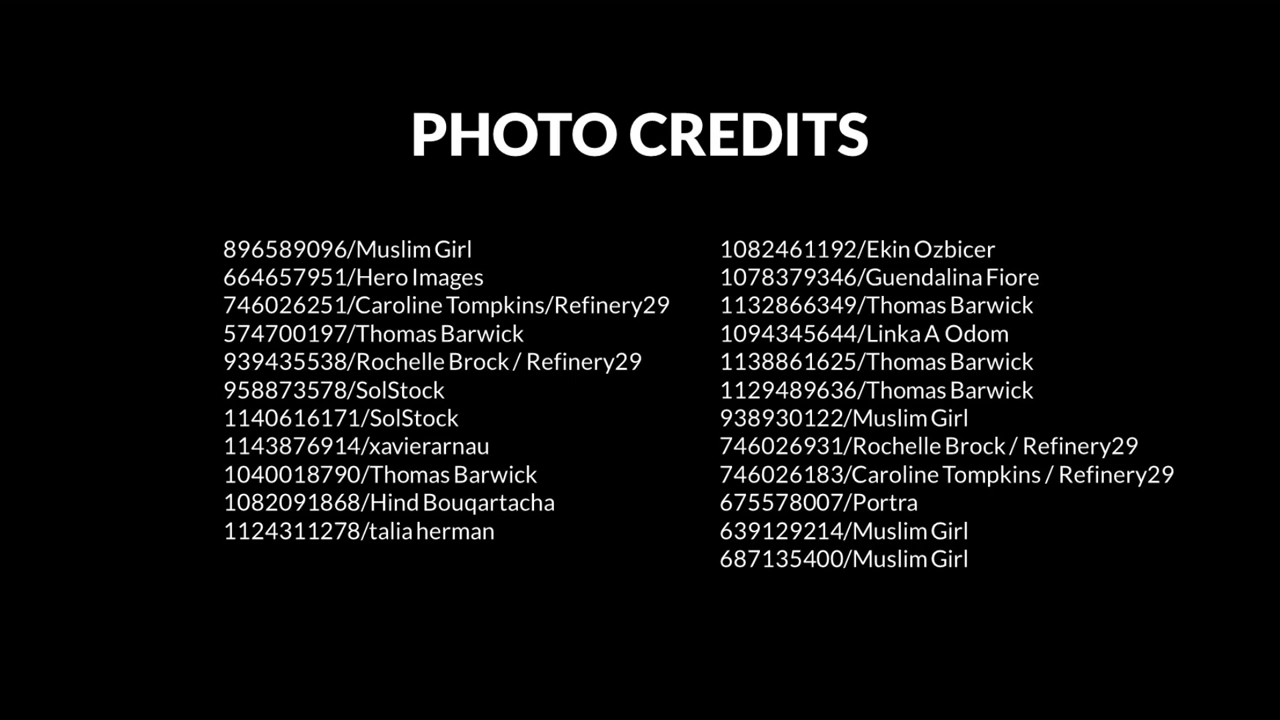 PHOTO CREDITS
896589096/Muslim Girl
664657951/Hero Images
746026251/Caroline Tompkins/Refinery29
574700197/Thomas Barwick
939435538/Rochelle Brock / Refinery29
958873578/SolStock
1140616171/SolStock
1143876914/xavierarnau
1040018790/Thomas Barwick
1082091868/Hind Bouqartacha
1124311278/talia herman
1082461192/Ekin Ozbicer
1078379346/Guendalina Fiore
1132866349/Thomas Barwick
1094345644/Linka A Odom
1138861625/Thomas Barwick
1129489636/Thomas Barwick
938930122/Muslim Girl
746026931/Rochelle Brock / Refinery29
746026183/Caroline Tompkins / Refinery29
675578007/Portra
639129214/Muslim Girl
687135400/Muslim Girl